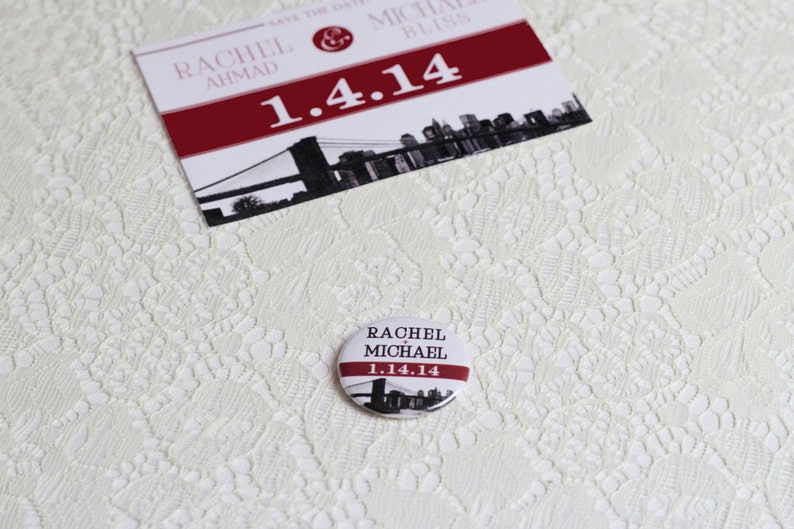 SAVE THE DATE
RACHEL & MICHAEL
AHMAD BLISS
1.4.14
RACHEL
+
MICHAEL
1.14.14